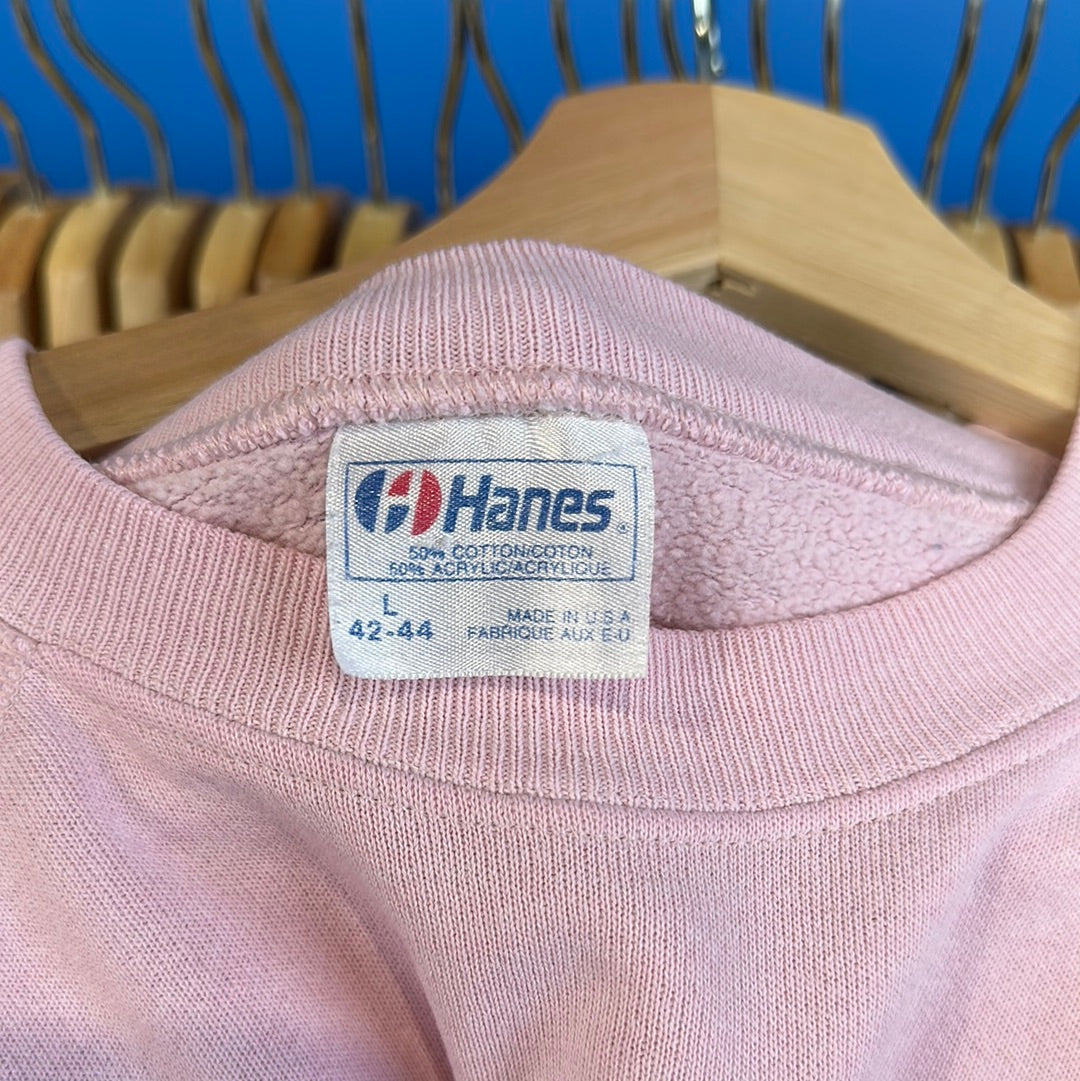 H Hanes
50% COTTON/COTON
50% ACRYLIC/ACRYLIQUE
L
42-44
MADE IN U S A
FABRIQUE AUX E-U